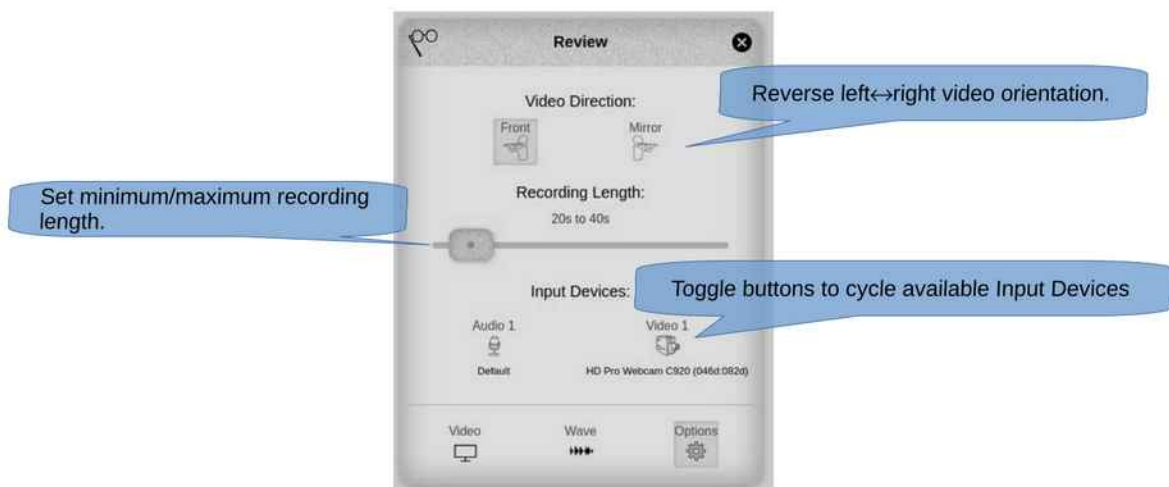 Review
Video Direction:
Reverse left↔right video orientation.
Front
Mirror
Set minimum/maximum recording
length.
Recording Length:
20s to 40s
Input Devices:
Toggle buttons to cycle available Input Devices
Audio 1
Video 1
Default
HD Pro Webcam C920 (046d:082d)
Video
Wave
Options